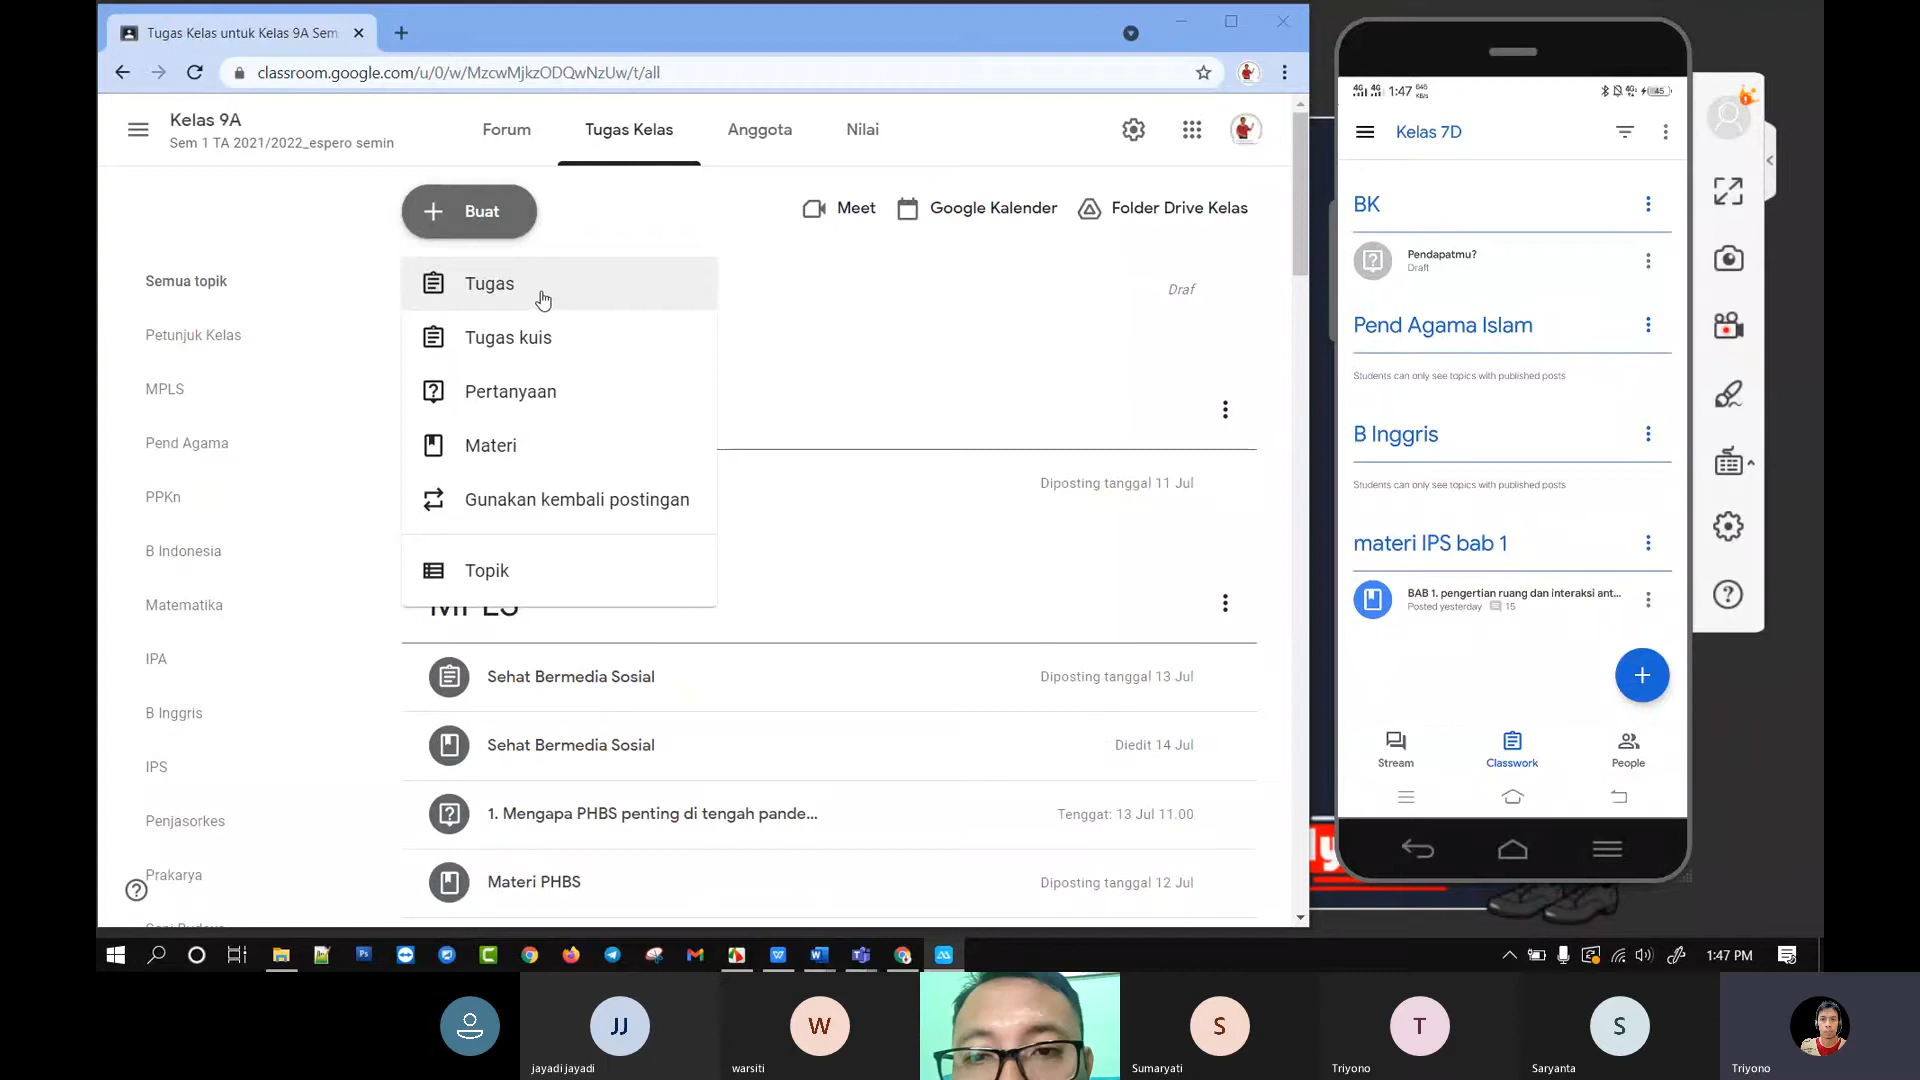 Tugas Kelas untuk Kelas 9A Sem
classroom.google.com/u/0/w/MzcwMjkzODQwNzUw/t/all
Kelas 9A
Sem 1 TA 2021/2022_espero semin
Forum
Tugas Kelas
Anggota
Nilai
Buat
Meet
Google Kalender
Folder Drive Kelas
Semua topik
Petunjuk Kelas
MPLS
Pend Agama
PPKn
B Indonesia
Matematika
IPA
B Inggris
IPS
Penjasorkes
Prakarya
Tugas
Tugas kuis
Pertanyaan
Materi
Gunakan kembali postingan
Topik
Draf
Diposting tanggal 11 Jul
MPLS
Sehat Bermedia Sosial
Diposting tanggal 13 Jul
Sehat Bermedia Sosial
Diedit 14 Jul
1. Mengapa PHBS penting di tengah pande...
Tenggat: 13 Jul 11.00
Materi PHBS
Diposting tanggal 12 Jul
1:47
45
Kelas 7D
BK
Pendapatmu?
Draft
Pend Agama Islam
Students can only see topics with published posts
B Inggris
Students can only see topics with published posts
materi IPS bab 1
BAB 1. pengertian ruang dan interaksi ant...
Posted yesterday 15
Stream
Classwork
People
1:47 PM
JJ
jayadi jayadi
W
warsiti
S
Sumaryati
T
Triyono
S
Saryanta
Triyono